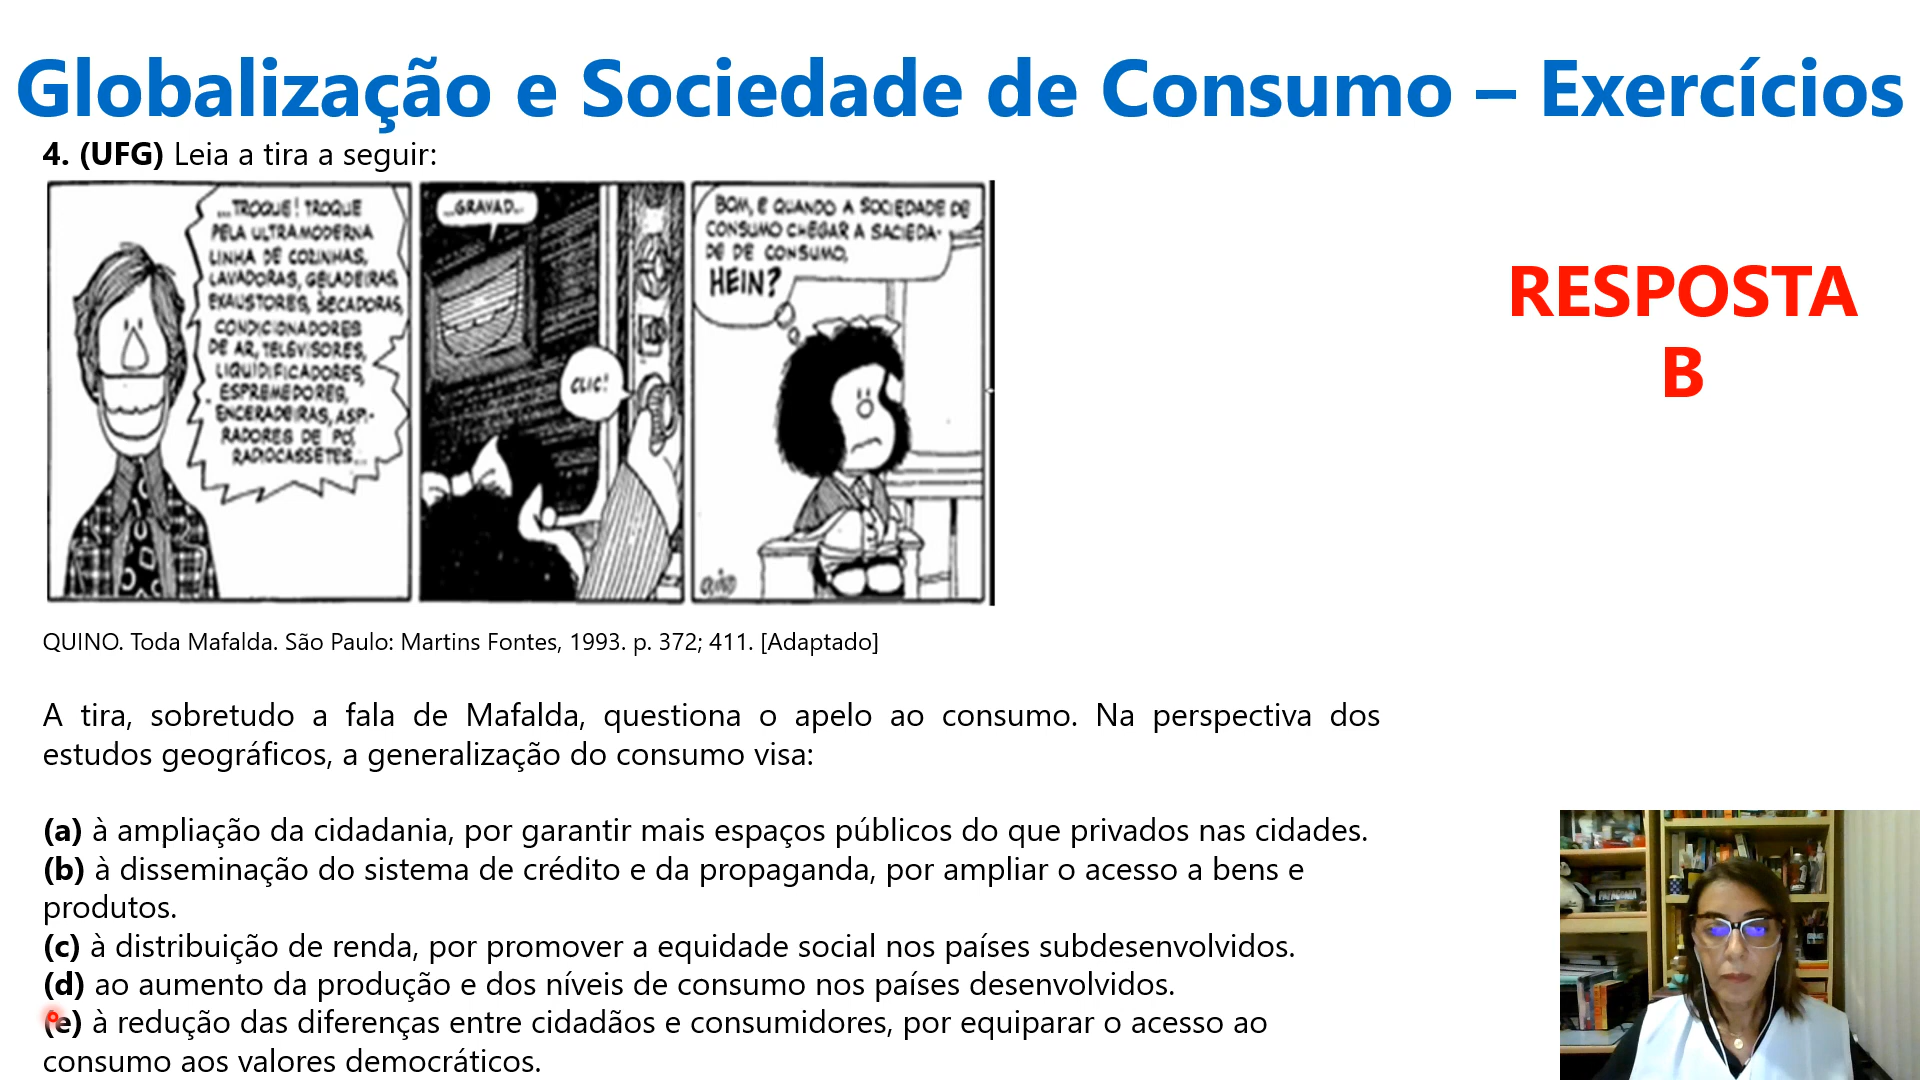 Globalização e Sociedade de Consumo – Exercícios
4. (UFG) Leia a tira a seguir:
...TROQUE! TROQUE
PELA ULTRAMODERNA
LINHA DE COZINHAS,
LAVADORAS, GELADEIRAS,
EXAUSTORES, SECADORAS,
CONDICIONADORES
DE AR, TELEVISORES,
LIQUIDIFICADORES,
ESPREMEDORES,
ENCERADEIRAS, ASPI-
RADORES DE PÓ,
RADIOCASSETES...
...GRAVAD...
CLIC!
BOM, E QUANDO A SOCIEDADE DE
CONSUMO CHEGAR A SACIEDA-
DE DE CONSUMO,
HEIN?
QUINO
RESPOSTA
B
QUINO. Toda Mafalda. São Paulo: Martins Fontes, 1993. p. 372; 411. [Adaptado]
A tira, sobretudo a fala de Mafalda, questiona o apelo ao consumo. Na perspectiva dos
estudos geográficos, a generalização do consumo visa:
(a) à ampliação da cidadania, por garantir mais espaços públicos do que privados nas cidades.
(b) à disseminação do sistema de crédito e da propaganda, por ampliar o acesso a bens e
produtos.
(c) à distribuição de renda, por promover a equidade social nos países subdesenvolvidos.
(d) ao aumento da produção e dos níveis de consumo nos países desenvolvidos.
(e) à redução das diferenças entre cidadãos e consumidores, por equiparar o acesso ao
consumo aos valores democráticos.
PATAGONIA